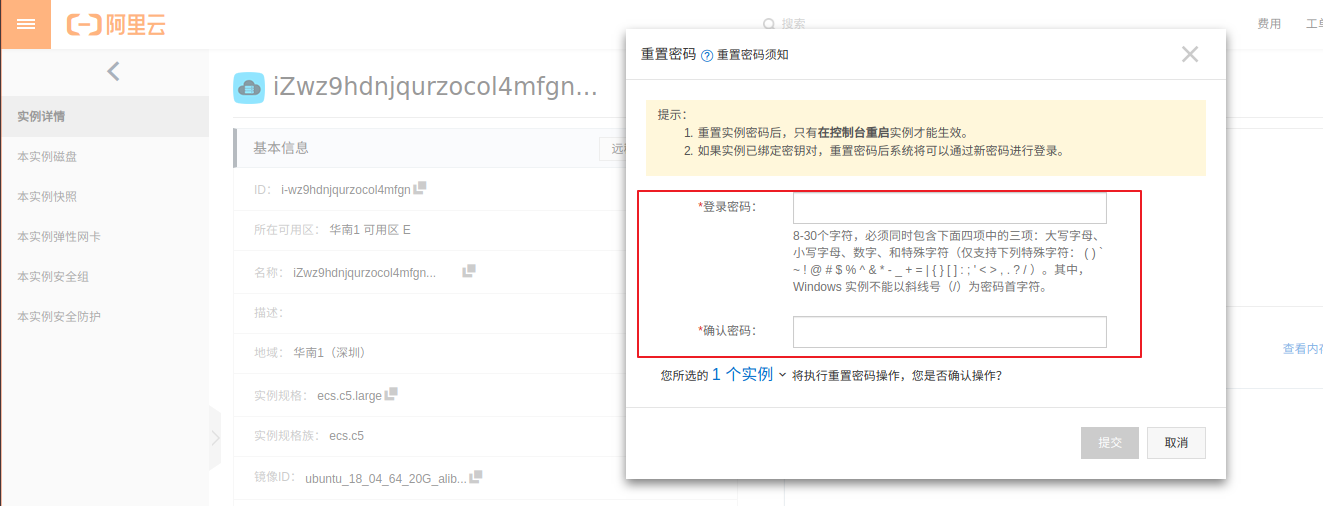 阿里云
搜索
费用
工单
实例详情
本实例磁盘
本实例快照
本实例弹性网卡
本实例安全组
本实例安全防护
iZwz9hdnjqurzocol4mfgn...
基本信息
远程
ID： i-wz9hdnjqurzocol4mfgn
所在可用区： 华南1 可用区 E
名称： iZwz9hdnjqurzocol4mfgn...
描述：
地域： 华南1（深圳）
实例规格： ecs.c5.large
实例规格族： ecs.c5
镜像ID： ubuntu_18_04_64_20G_alib...
重置密码 ? 重置密码须知
提示：
1. 重置实例密码后，只有在控制台重启实例才能生效。
2. 如果实例已绑定密钥对，重置密码后系统将可以通过新密码进行登录。
*登录密码：
8-30个字符，必须同时包含下面四项中的三项：大写字母、
小写字母、数字、和特殊字符（仅支持下列特殊字符： ( ) `
~ ! @ # $ % ^ & * - _ + = | { } [ ] : ; ' < > , . ? / ）。其中，
Windows 实例不能以斜线号（/）为密码首字符。
*确认密码：
您所选的 1 个实例 将执行重置密码操作，您是否确认操作？
提交
取消
查看内存